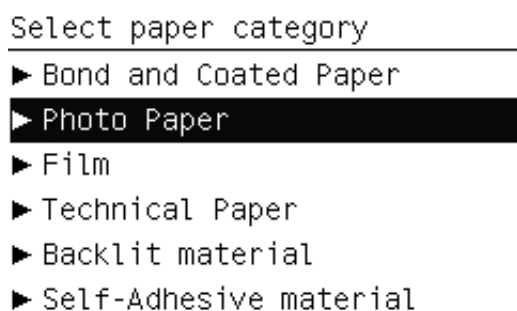 Select paper category
▶ Bond and Coated Paper
▶ Photo Paper
▶ Film
▶ Technical Paper
▶ Backlit material
▶ Self-Adhesive material